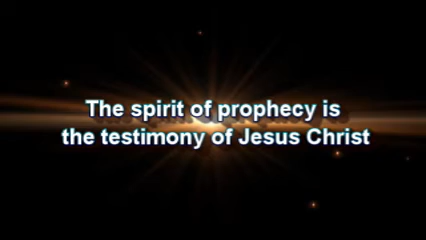 The spirit of prophecy is
the testimony of Jesus Christ